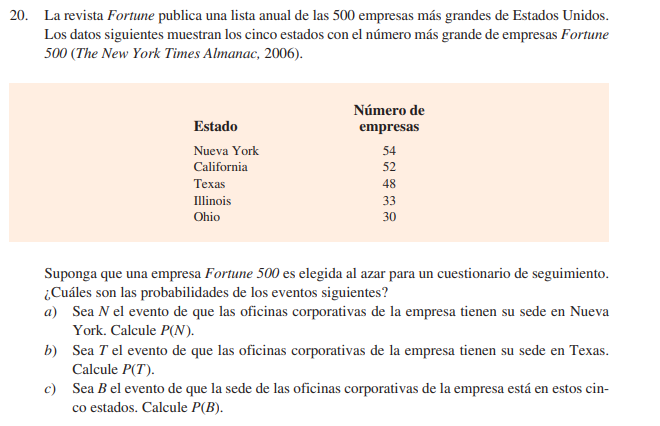 20. La revista Fortune publica una lista anual de las 500 empresas más grandes de Estados Unidos.
Los datos siguientes muestran los cinco estados con el número más grande de empresas Fortune
500 (The New York Times Almanac, 2006).
Número de
Estado empresas
Nueva York 54
California 52
Texas 48
Illinois 33
Ohio 30
Suponga que una empresa Fortune 500 es elegida al azar para un cuestionario de seguimiento.
¿Cuáles son las probabilidades de los eventos siguientes?
a) Sea N el evento de que las oficinas corporativas de la empresa tienen su sede en Nueva
York. Calcule P(N).
b) Sea T el evento de que las oficinas corporativas de la empresa tienen su sede en Texas.
Calcule P(T).
c) Sea B el evento de que la sede de las oficinas corporativas de la empresa está en estos cin-
co estados. Calcule P(B).